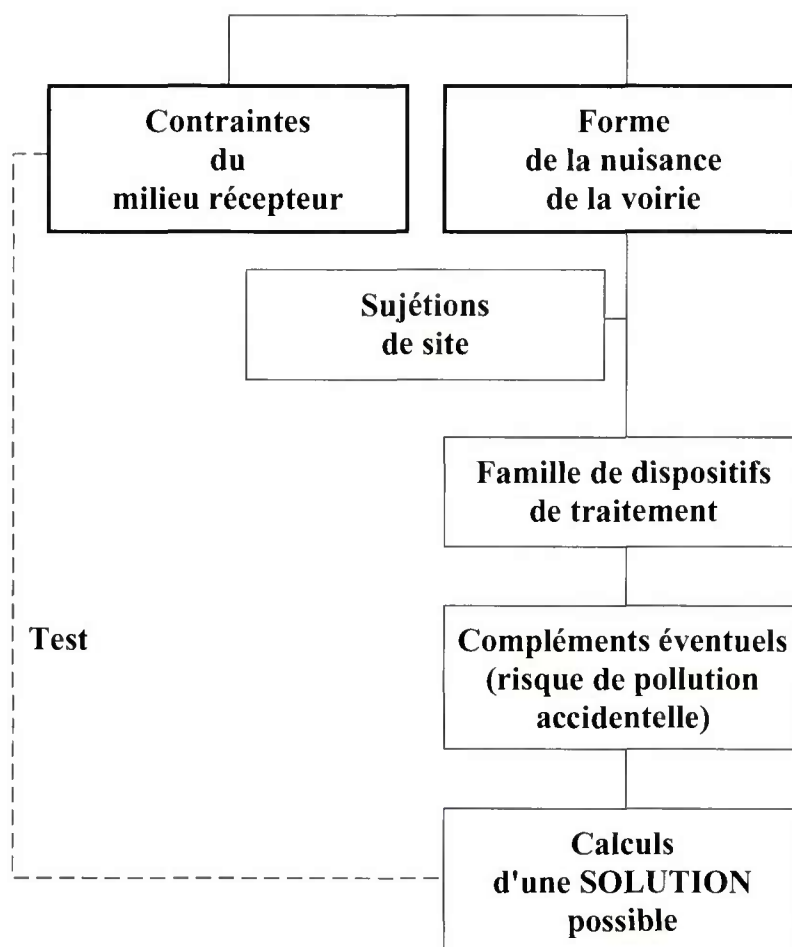 Contraintes
du
milieu récepteur
Forme
de la nuisance
de la voirie
Sujétions
de site
Famille de dispositifs
de traitement
Compléments éventuels
(risque de pollution
accidentelle)
Test
Calculs
d'une SOLUTION
possible